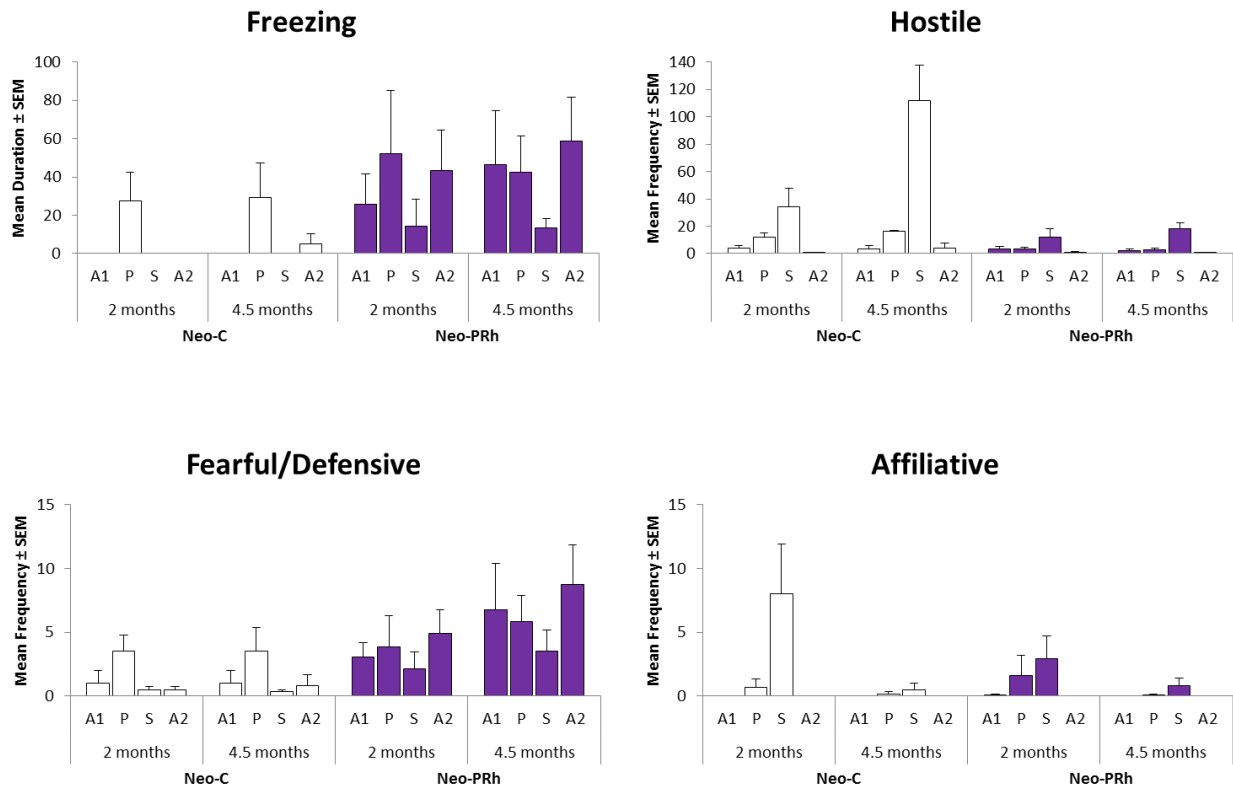 Freezing
Mean Duration ± SEM
100
80
60
40
20
0
A1 P S A2 A1 P S A2 A1 P S A2 A1 P S A2
2 months 4.5 months 2 months 4.5 months
Neo-C Neo-PRh
Hostile
Mean Frequency ± SEM
140
120
100
80
60
40
20
0
A1 P S A2 A1 P S A2 A1 P S A2 A1 P S A2
2 months 4.5 months 2 months 4.5 months
Neo-C Neo-PRh
Fearful/Defensive
Mean Frequency ± SEM
15
10
5
0
A1 P S A2 A1 P S A2 A1 P S A2 A1 P S A2
2 months 4.5 months 2 months 4.5 months
Neo-C Neo-PRh
Affiliative
Mean Frequency ± SEM
15
10
5
0
A1 P S A2 A1 P S A2 A1 P S A2 A1 P S A2
2 months 4.5 months 2 months 4.5 months
Neo-C Neo-PRh